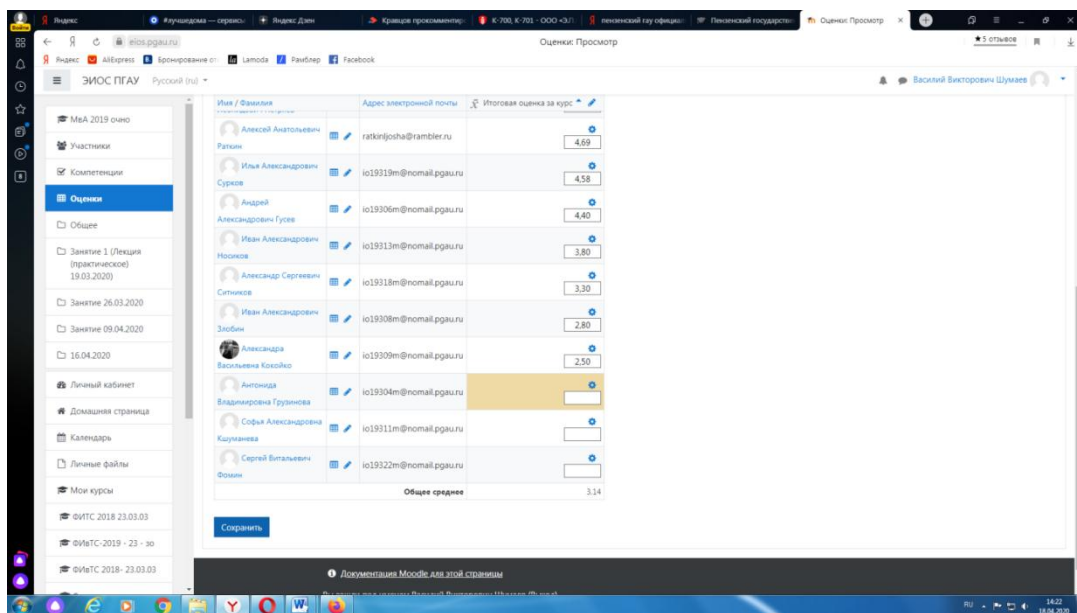 Войти
Яндекс
#лучшедома — сервисы
Яндекс Дзен
Кравцов прокомментир
К-700, К-701 - ООО
пензенский гау официал
Пензенский государстве
Оценки: Просмотр
eios.pgau.ru
Оценки: Просмотр
★ 5 отзывов
Яндекс
AliExpress
Бронирование от
Lamoda
Рамблер
Facebook
ЭИОС ПГАУ Русский (ru)
Василий Викторович Шумаев
МвА 2019 очно
Участники
Компетенции
Оценки
Общее
Занятие 1 (Лекция
(практическое)
19.03.2020)
Занятие 26.03.2020
Занятие 09.04.2020
16.04.2020
Личный кабинет
Домашняя страница
Календарь
Личные файлы
Мои курсы
ФИТС 2018 23.03.03
ФИвТС-2019 - 23 - зо
ФИвТС 2018- 23.03.03
Имя / Фамилия Адрес электронной почты Итоговая оценка за курс
Алексей Анатольевич
Раткин
ratkinljosha@rambler.ru
4,69
Илья Александрович
Сурков
io19319m@nomail.pgau.ru
4,58
Андрей
Александрович Гусев
io19306m@nomail.pgau.ru
4,40
Иван Александрович
Носиков
io19313m@nomail.pgau.ru
3,80
Александр Сергеевич
Ситников
io19318m@nomail.pgau.ru
3,30
Иван Александрович
Злобин
io19308m@nomail.pgau.ru
2,80
Александра
Васильевна Кокойко
io19309m@nomail.pgau.ru
2,50
Антонида
Владимировна Грузинова
io19304m@nomail.pgau.ru
Софья Александровна
Кшуманева
io19311m@nomail.pgau.ru
Сергей Витальевич
Фомин
io19322m@nomail.pgau.ru
Общее среднее 3,14
Сохранить
Документация Moodle для этой страницы
RU
14:22
18.04.2020